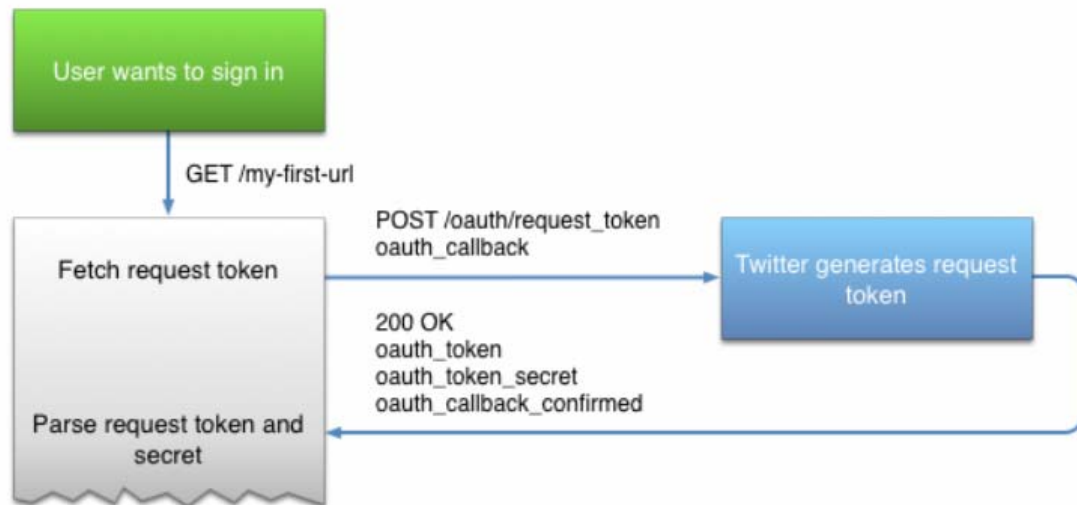 User wants to sign in
GET /my-first-url
POST /oauth/request_token
oauth_callback
Fetch request token
Twitter generates request
token
200 OK
oauth_token
oauth_token_secret
oauth_callback_confirmed
Parse request token and
secret